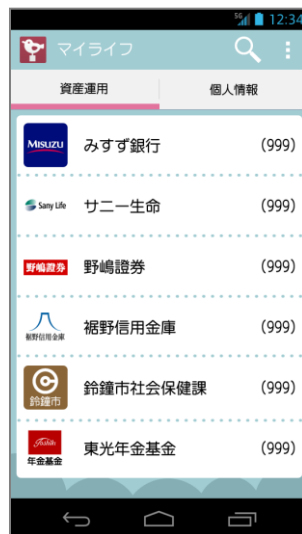 5G 12:34
マイライフ
資産運用 個人情報
MISUZU みすず銀行 (999)
Sany Life サニー生命 (999)
野嶋證券 野嶋證券 (999)
裾野信用金庫 裾野信用金庫 (999)
鈴鐘市 鈴鐘市社会保健課 (999)
年金基金 東光年金基金 (999)